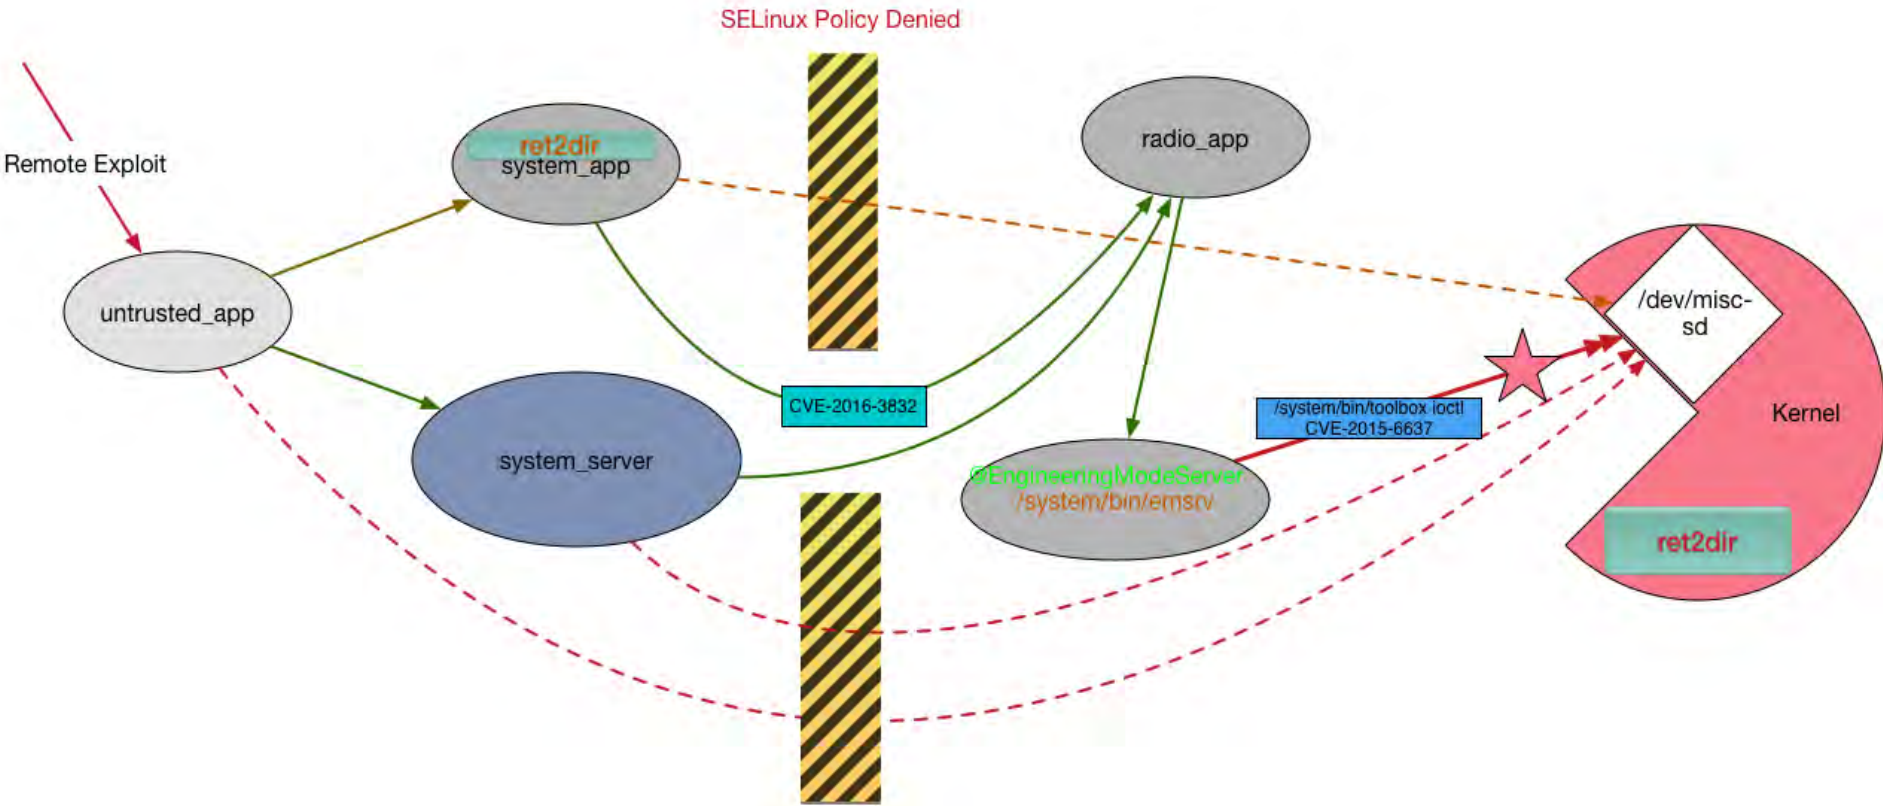 SELinux Policy Denied
Remote Exploit
ret2dir
system_app
radio_app
untrusted_app
/dev/misc-
sd
CVE-2016-3832
/system/bin/toolbox ioctl
CVE-2015-6637
Kernel
system_server
@EngineeringModeServer
/system/bin/emsrv
ret2dir